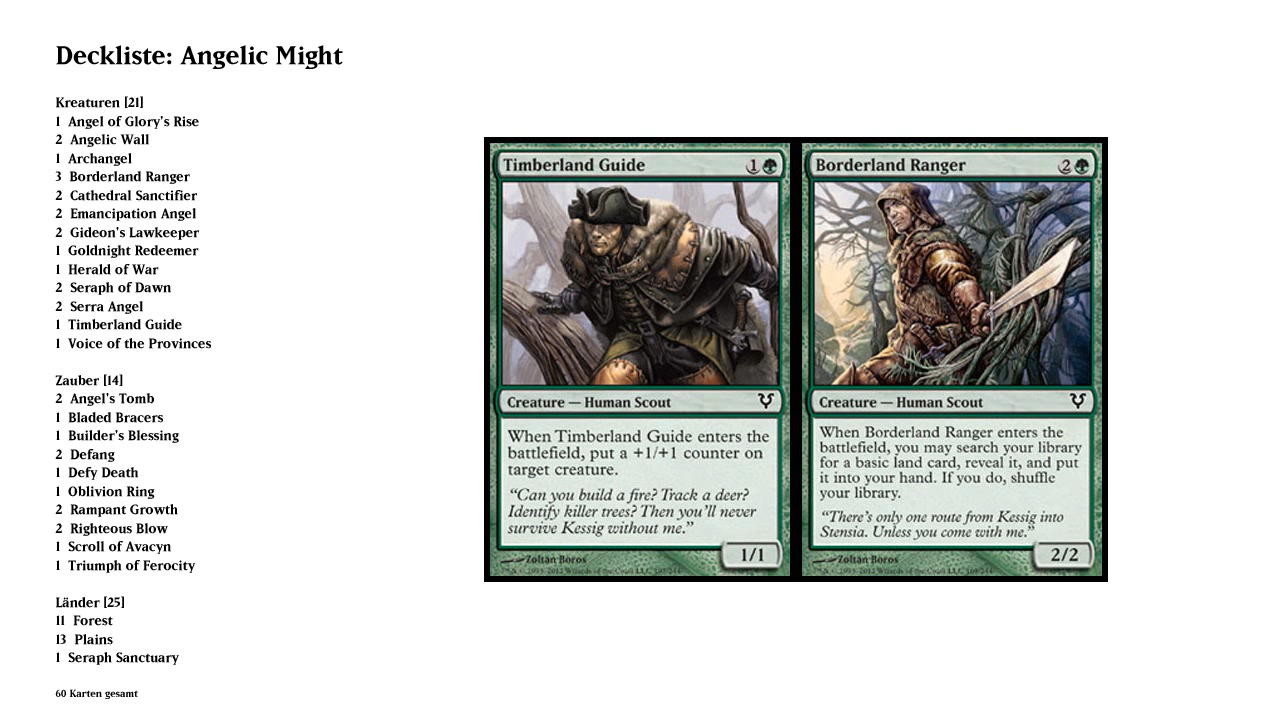 Deckliste: Angelic Might
Kreaturen [21]
1 Angel of Glory's Rise
2 Angelic Wall
1 Archangel
3 Borderland Ranger
2 Cathedral Sanctifier
2 Emancipation Angel
2 Gideon's Lawkeeper
1 Goldnight Redeemer
1 Herald of War
2 Seraph of Dawn
2 Serra Angel
1 Timberland Guide
1 Voice of the Provinces
Zauber [14]
2 Angel's Tomb
1 Bladed Bracers
1 Builder's Blessing
2 Defang
1 Defy Death
1 Oblivion Ring
2 Rampant Growth
2 Righteous Blow
1 Scroll of Avacyn
1 Triumph of Ferocity
Länder [25]
11 Forest
13 Plains
1 Seraph Sanctuary
60 Karten gesamt
Timberland Guide 1
Creature — Human Scout
When Timberland Guide enters the
battlefield, put a +1/+1 counter on
target creature.
"Can you build a fire? Track a deer?
Identify killer trees? Then you'll never
survive Kessig without me."
1/1
Zoltan Boros
Borderland Ranger 2
Creature — Human Scout
When Borderland Ranger enters the
battlefield, you may search your library
for a basic land card, reveal it, and put
it into your hand. If you do, shuffle
your library.
"There's only one route from Kessig into
Stensia. Unless you come with me."
2/2
Zoltan Boros